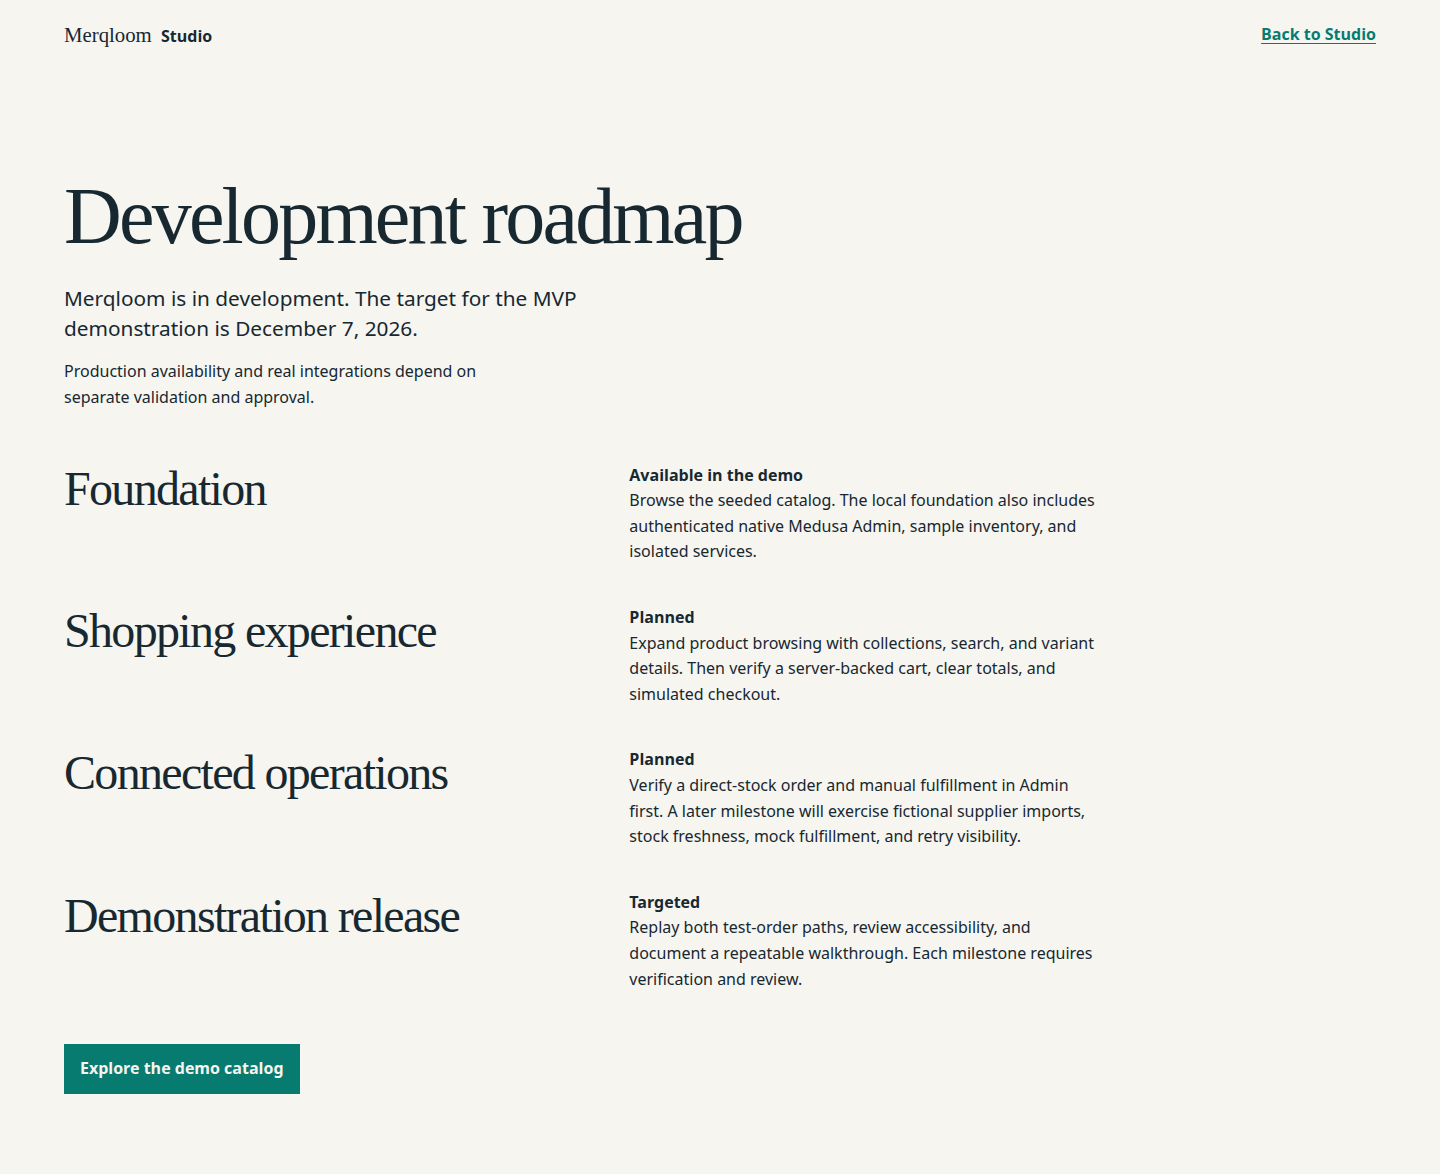 Merqloom Studio
Back to Studio
Development roadmap
Merqloom is in development. The target for the MVP
demonstration is December 7, 2026.
Production availability and real integrations depend on
separate validation and approval.
Foundation
Available in the demo
Browse the seeded catalog. The local foundation also includes
authenticated native Medusa Admin, sample inventory, and
isolated services.
Shopping experience
Planned
Expand product browsing with collections, search, and variant
details. Then verify a server-backed cart, clear totals, and
simulated checkout.
Connected operations
Planned
Verify a direct-stock order and manual fulfillment in Admin
first. A later milestone will exercise fictional supplier imports,
stock freshness, mock fulfillment, and retry visibility.
Demonstration release
Targeted
Replay both test-order paths, review accessibility, and
document a repeatable walkthrough. Each milestone requires
verification and review.
Explore the demo catalog